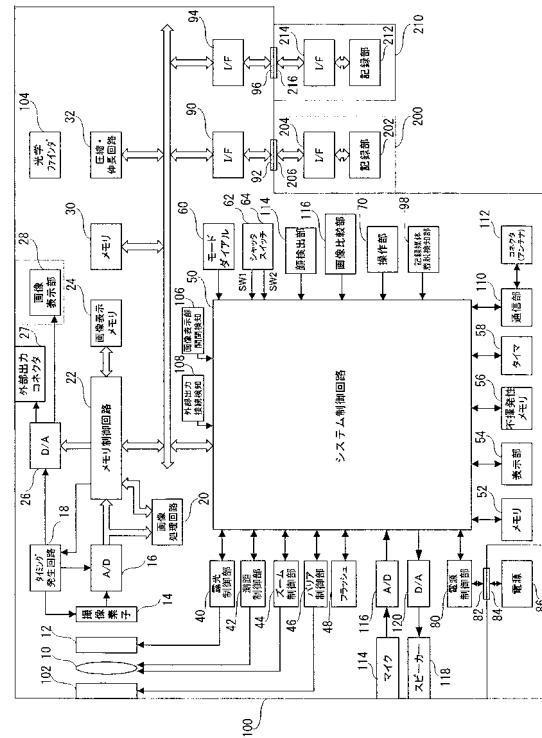 100
102
10
12
14
撮像素子
16
A/D
18
タイミング
発生回路
26
D/A
27
外部出力
コネクタ
28
画像
表示部
22
メモリ制御回路
24
画像表示
メモリ
30
メモリ
32
圧縮・
伸長回路
104
光学
ファインダ
20
画像
処理回路
90
I/F
94
I/F
92
96
206
204
I/F
202
記録部
200
216
214
I/F
212
記録部
210
106
画像表示部
開閉検知
108
外部出力
接続検知
50
システム制御回路
60
モード
ダイアル
62
64
シャッタ
スイッチ
SW1
SW2
114
顔検出部
116
画像比較部
70
操作部
98
記録媒体
着脱検知部
40
露光
制御部
42
測距
制御部
44
ズーム
制御部
46
バリア
制御部
48
フラッシュ
116
A/D
114
マイク
120
D/A
118
スピーカー
80
電源
制御部
82
84
電源
86
52
メモリ
54
表示部
56
不揮発性
メモリ
58
タイマ
110
通信部
112
コネクタ
(アンテナ)